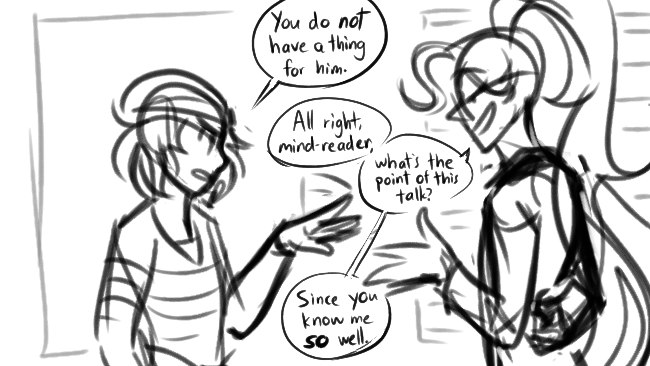 You do not
have a thing
for him.
All right,
mind-reader,
what's the
point of this
talk?
Since you
know me
so well.